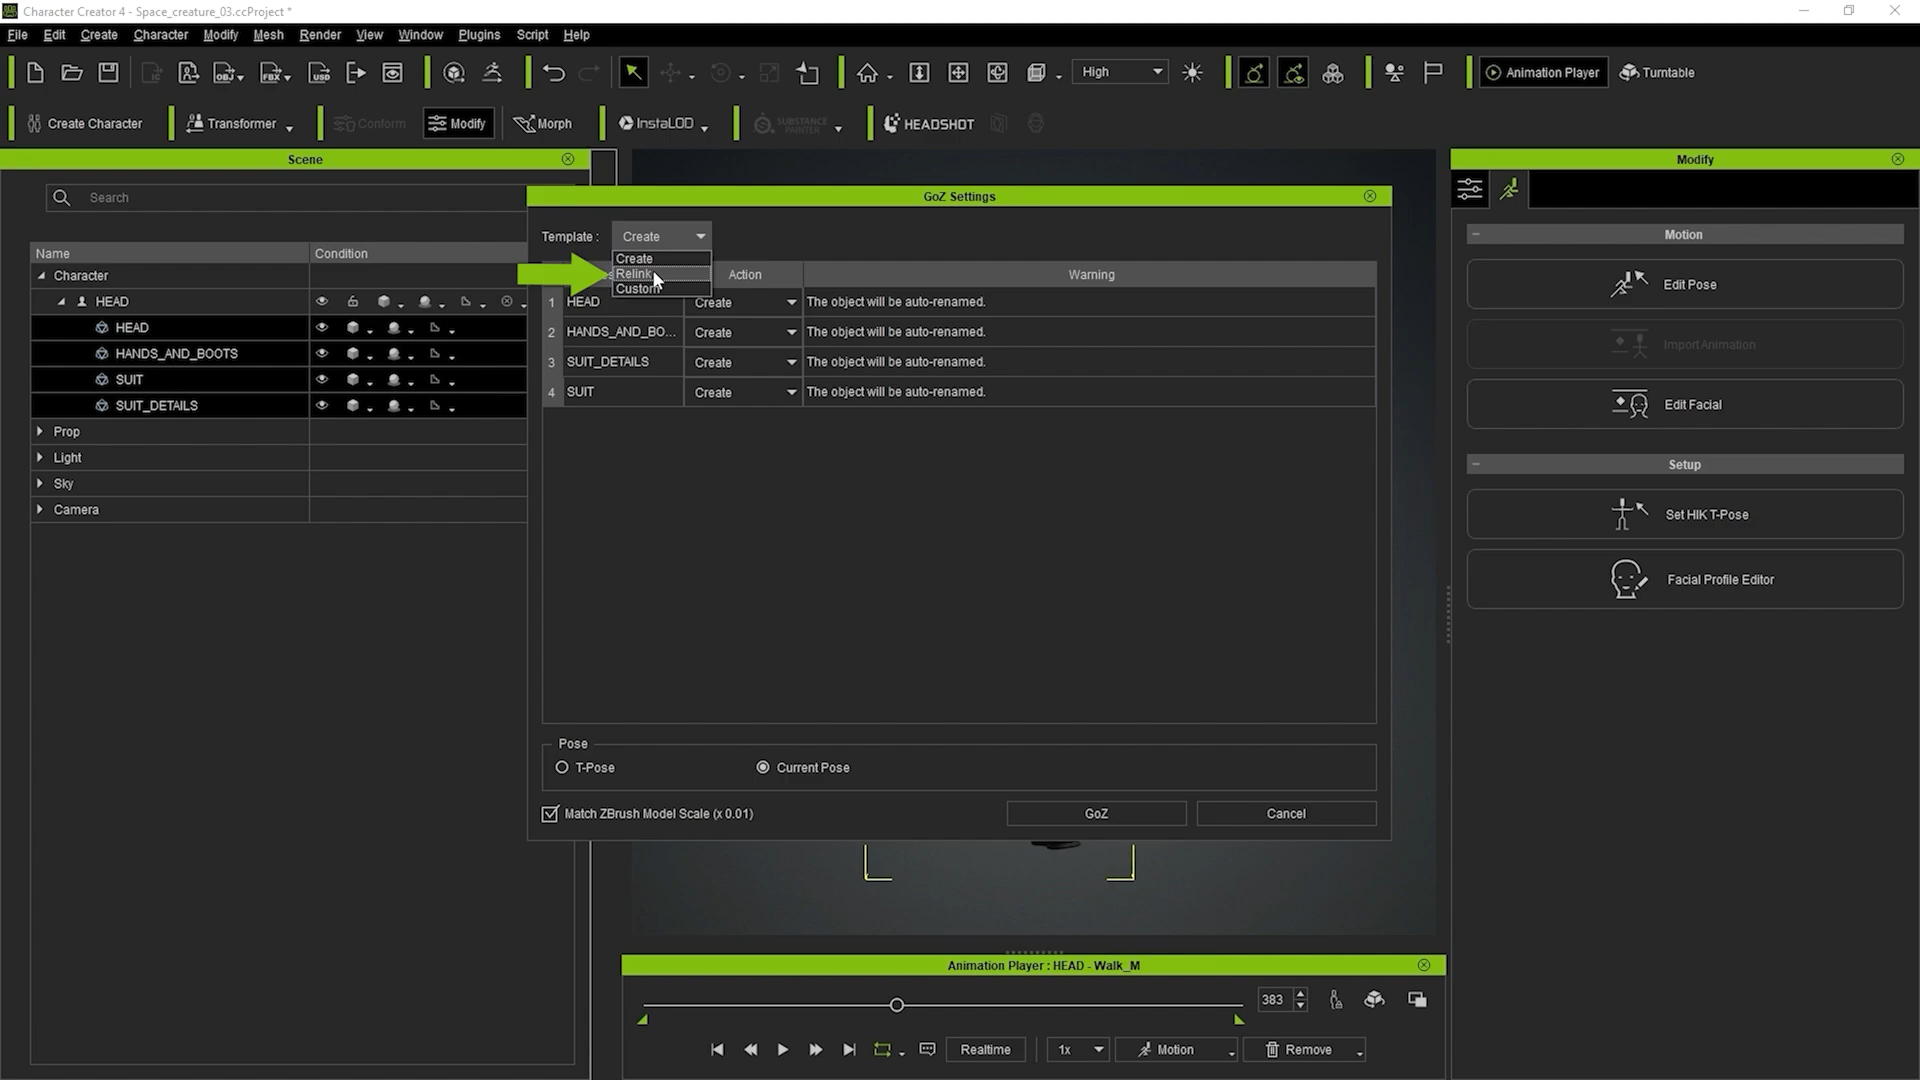 Character Creator 4 - Space_creature_03.ccProject *
File Edit Create Character Modify Mesh Render View Window Plugins Script Help
OBJ FBX USD High Animation Player Turntable
Create Character Transformer Conform Modify Morph InstaLOD SUBSTANCE PAINTER HEADSHOT
Scene
Search
Name Condition
Character
HEAD
HEAD
HANDS_AND_BOOTS
SUIT
SUIT_DETAILS
Prop
Light
Sky
Camera
GoZ Settings
Template : Create
Create
Relink
Custom
Action Warning
1 HEAD Create The object will be auto-renamed.
2 HANDS_AND_BO... Create The object will be auto-renamed.
3 SUIT_DETAILS Create The object will be auto-renamed.
4 SUIT Create The object will be auto-renamed.
Pose
T-Pose Current Pose
Match ZBrush Model Scale (x 0.01) GoZ Cancel
Modify
Motion
Edit Pose
Import Animation
Edit Facial
Setup
Set HIK T-Pose
Facial Profile Editor
Animation Player : HEAD - Walk_M
383
Realtime 1x Motion Remove